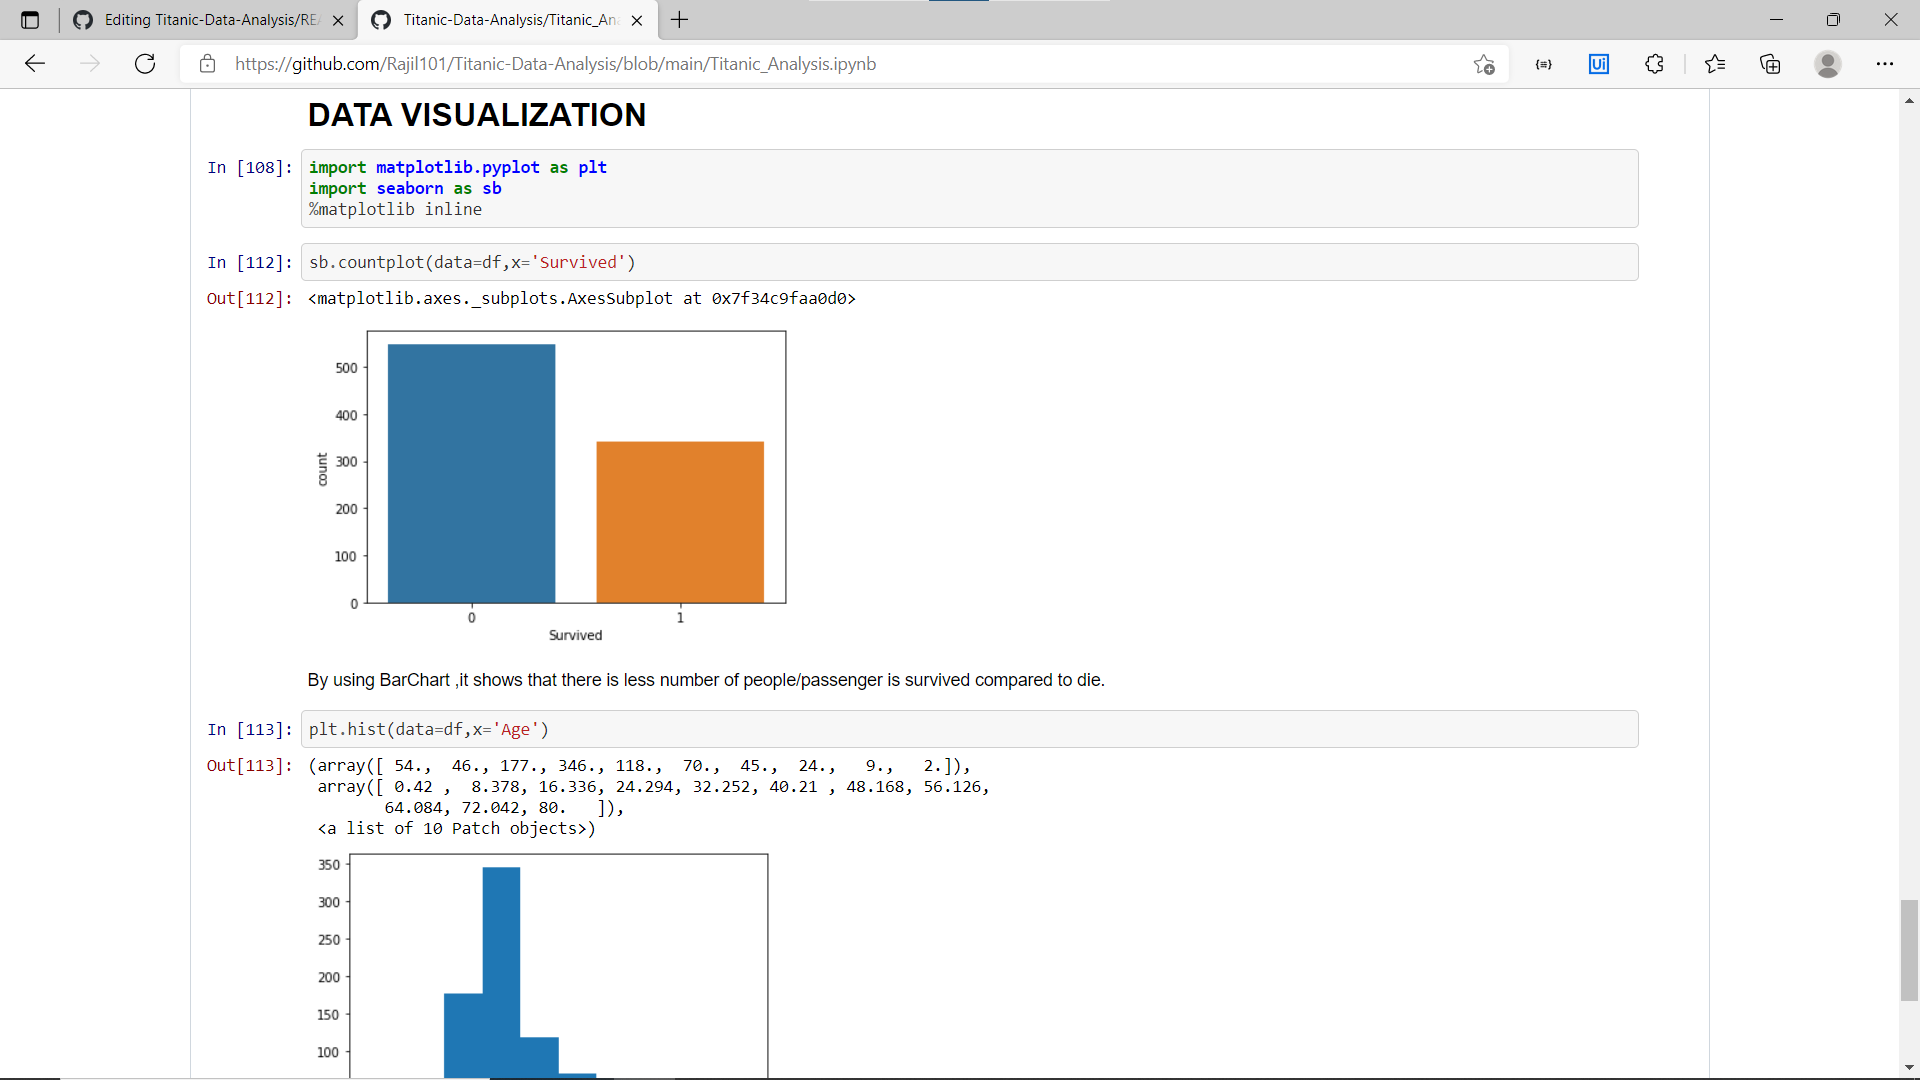 Editing Titanic-Data-Analysis/RE
Titanic-Data-Analysis/Titanic_An
https://github.com/Rajil101/Titanic-Data-Analysis/blob/main/Titanic_Analysis.ipynb
Ui
DATA VISUALIZATION
In [108]:
import matplotlib.pyplot as plt
import seaborn as sb
%matplotlib inline
In [112]: sb.countplot(data=df,x='Survived')
Out[112]: <matplotlib.axes._subplots.AxesSubplot at 0x7f34c9faa0d0>
500
400
300
200
100
0
count
0 1
Survived
By using BarChart ,it shows that there is less number of people/passenger is survived compared to die.
In [113]: plt.hist(data=df,x='Age')
Out[113]: (array([ 54.,  46., 177., 346., 118.,  70.,  45.,  24.,   9.,   2.]),
array([ 0.42 ,  8.378, 16.336, 24.294, 32.252, 40.21 , 48.168, 56.126,
64.084, 72.042, 80.   ]),
<a list of 10 Patch objects>)
350
300
250
200
150
100